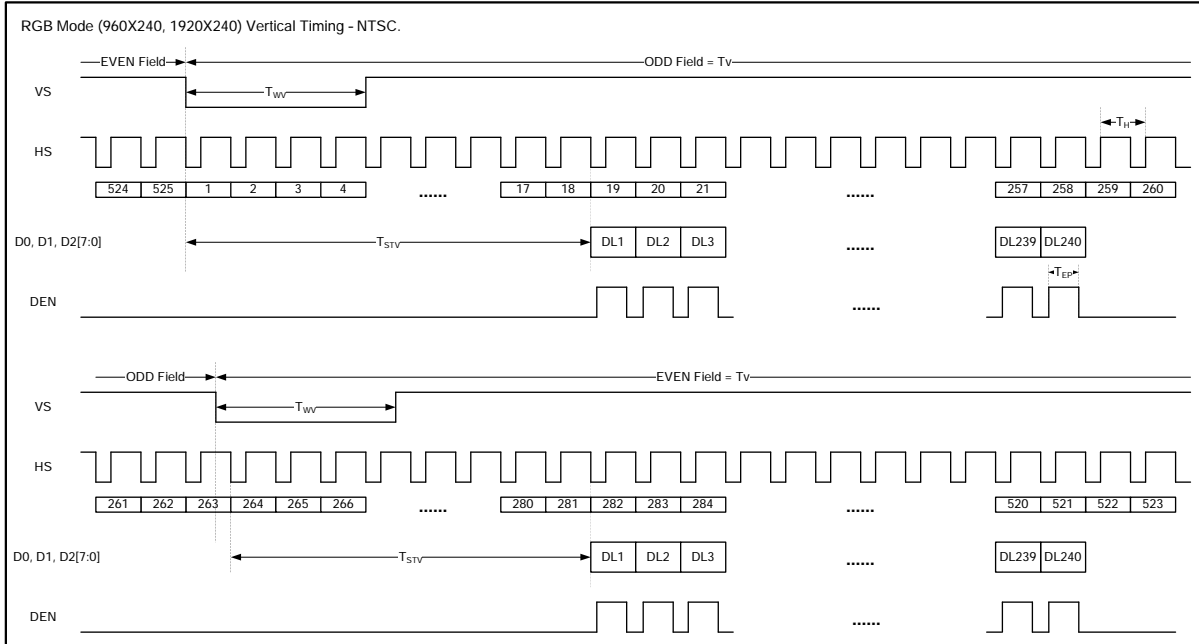 RGB Mode (960X240, 1920X240) Vertical Timing - NTSC.
EVEN Field ODD Field = Tv
VS TWV
HS TH
524 525 1 2 3 4 ...... 17 18 19 20 21 ...... 257 258 259 260
D0, D1, D2[7:0] TSTV DL1 DL2 DL3 ...... DL239 DL240
TEP
DEN ......
ODD Field EVEN Field = Tv
VS TWV
HS
261 262 263 264 265 266 ...... 280 281 282 283 284 ...... 520 521 522 523
D0, D1, D2[7:0] TSTV DL1 DL2 DL3 ...... DL239 DL240
DEN ......